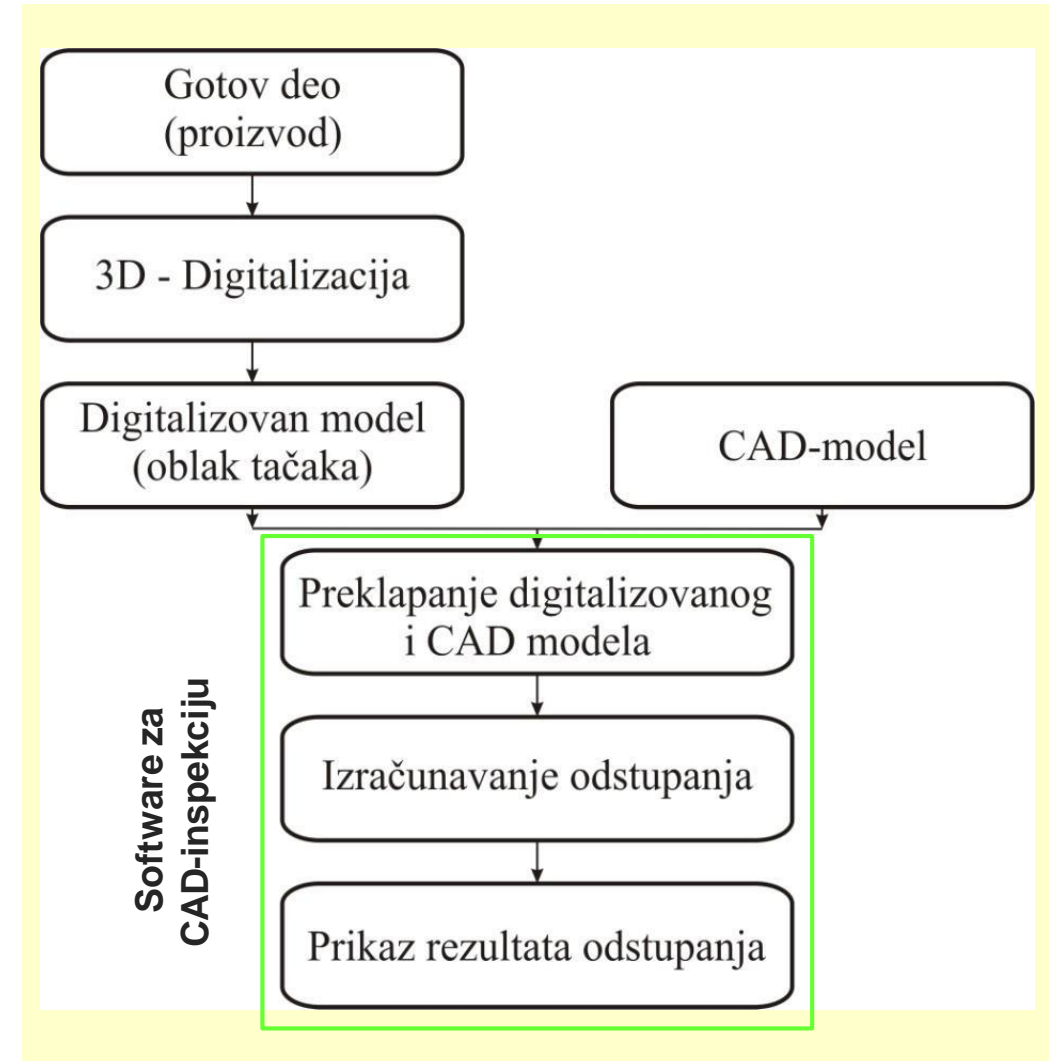 Gotov deo
(proizvod)
3D - Digitalizacija
Digitalizovan model
(oblak tačaka)
CAD-model
Preklapanje digitalizovanog
i CAD modela
Izračunavanje odstupanja
Prikaz rezultata odstupanja
Software za
CAD-inspekciju